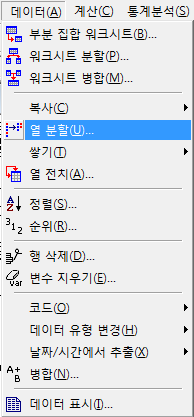 데이터(A) 계산(C) 통계분석(S)
부분 집합 워크시트(B)...
워크시트 분할(P)...
워크시트 병합(M)...
복사(C)
열 분할(U)...
쌓기(T)
열 전치(A)...
정렬(S)...
순위(R)...
행 삭제(D)...
변수 지우기(E)...
코드(O)
데이터 유형 변경(H)
날짜/시간에서 추출(X)
병합(N)...
데이터 표시(I)...